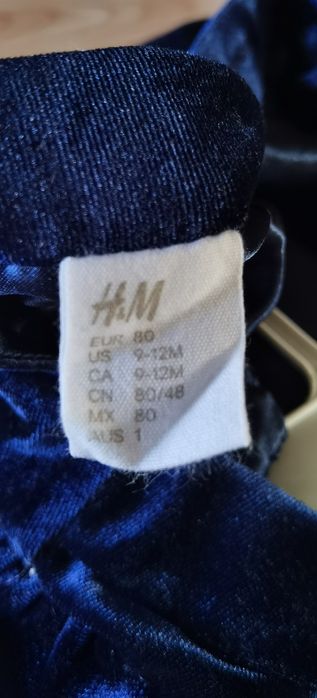 H&M
EUR 80
US 9-12M
CA 9-12M
CN 80/48
MX 80
AUS 1